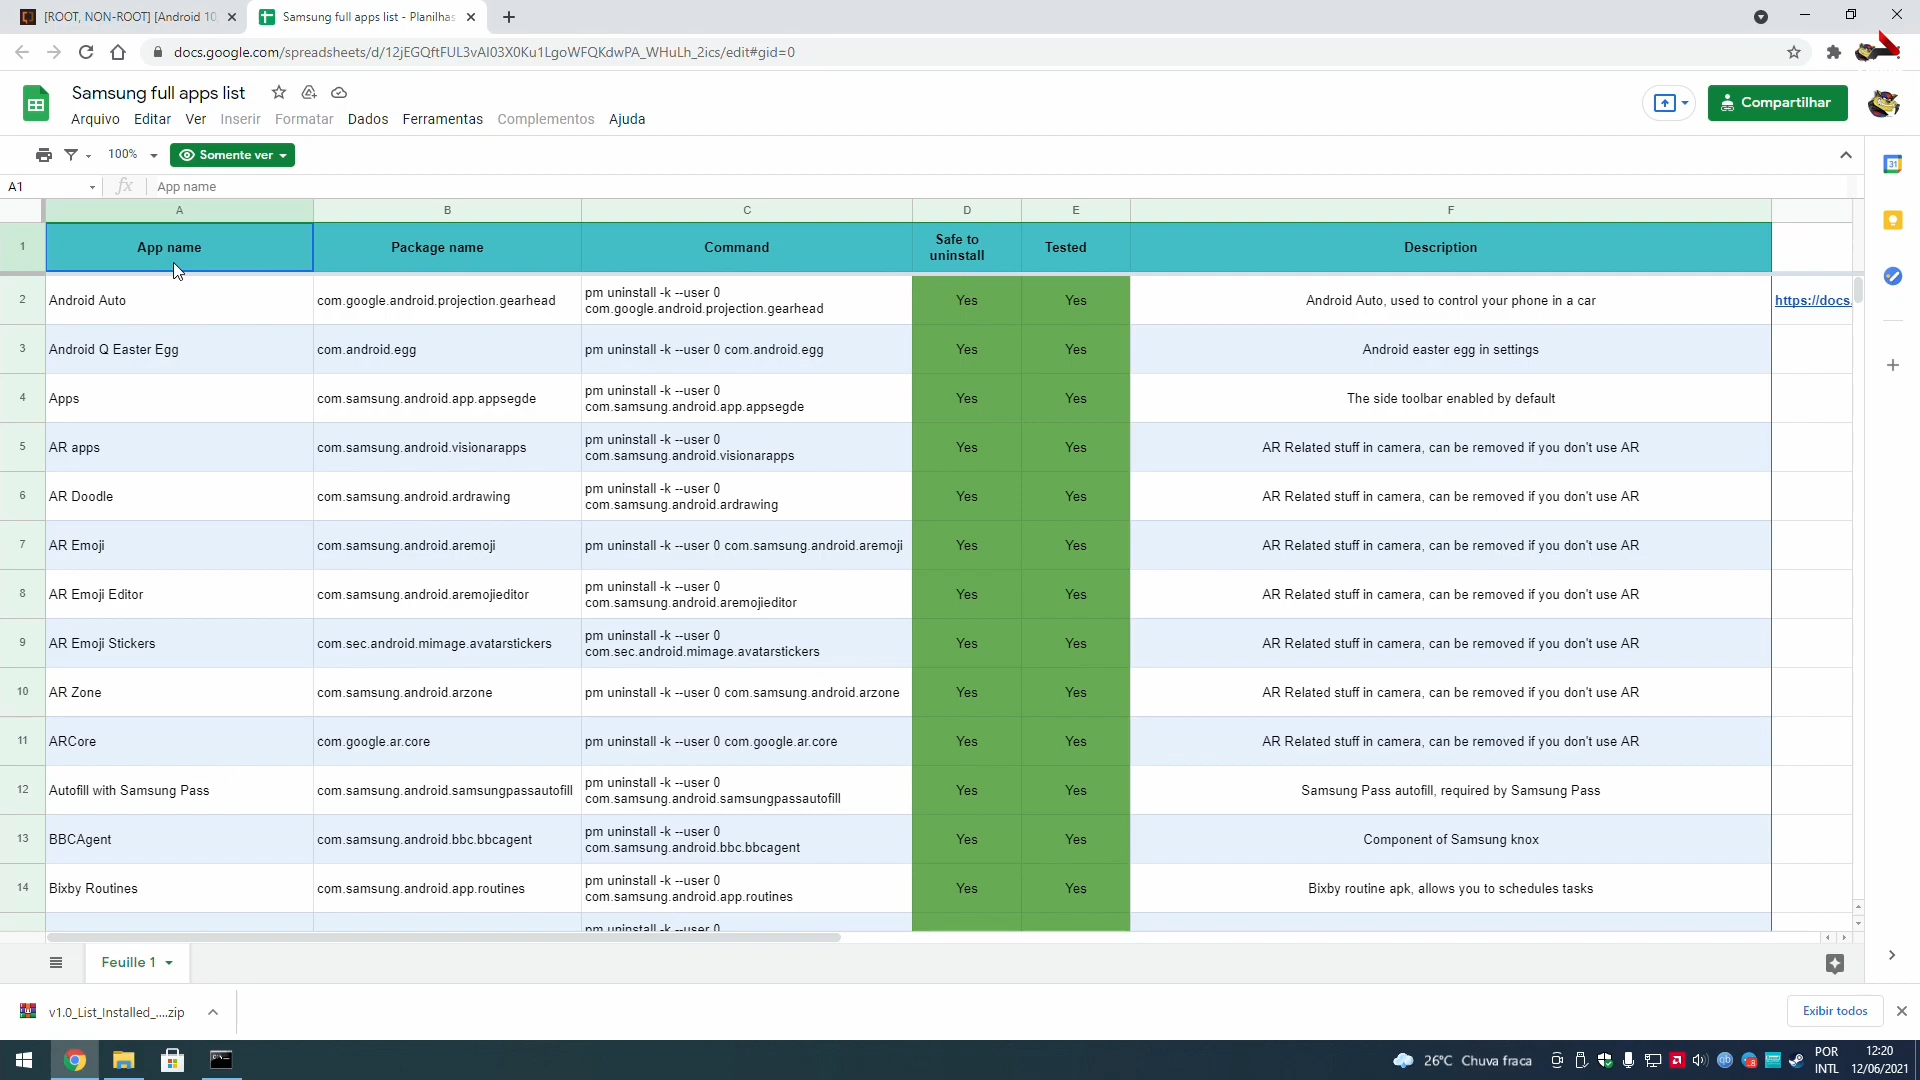 [ROOT, NON-ROOT] [Android 10
Samsung full apps list - Planilhas
docs.google.com/spreadsheets/d/12jEGQftFUL3vAI03X0Ku1LgoWFQKdwPA_WHuLh_2ics/edit#gid=0
Samsung full apps list
Compartilhar
Arquivo Editar Ver Inserir Formatar Dados Ferramentas Complementos Ajuda
100% Somente ver
A1 fx App name
A B C D E F
1 App name Package name Command Safe to uninstall Tested Description
2 Android Auto com.google.android.projection.gearhead pm uninstall -k --user 0 com.google.android.projection.gearhead Yes Yes Android Auto, used to control your phone in a car https://docs.
3 Android Q Easter Egg com.android.egg pm uninstall -k --user 0 com.android.egg Yes Yes Android easter egg in settings
4 Apps com.samsung.android.app.appsegde pm uninstall -k --user 0 com.samsung.android.app.appsegde Yes Yes The side toolbar enabled by default
5 AR apps com.samsung.android.visionarapps pm uninstall -k --user 0 com.samsung.android.visionarapps Yes Yes AR Related stuff in camera, can be removed if you don't use AR
6 AR Doodle com.samsung.android.ardrawing pm uninstall -k --user 0 com.samsung.android.ardrawing Yes Yes AR Related stuff in camera, can be removed if you don't use AR
7 AR Emoji com.samsung.android.aremoji pm uninstall -k --user 0 com.samsung.android.aremoji Yes Yes AR Related stuff in camera, can be removed if you don't use AR
8 AR Emoji Editor com.samsung.android.aremojieditor pm uninstall -k --user 0 com.samsung.android.aremojieditor Yes Yes AR Related stuff in camera, can be removed if you don't use AR
9 AR Emoji Stickers com.sec.android.mimage.avatarstickers pm uninstall -k --user 0 com.sec.android.mimage.avatarstickers Yes Yes AR Related stuff in camera, can be removed if you don't use AR
10 AR Zone com.samsung.android.arzone pm uninstall -k --user 0 com.samsung.android.arzone Yes Yes AR Related stuff in camera, can be removed if you don't use AR
11 ARCore com.google.ar.core pm uninstall -k --user 0 com.google.ar.core Yes Yes AR Related stuff in camera, can be removed if you don't use AR
12 Autofill with Samsung Pass com.samsung.android.samsungpassautofill pm uninstall -k --user 0 com.samsung.android.samsungpassautofill Yes Yes Samsung Pass autofill, required by Samsung Pass
13 BBCAgent com.samsung.android.bbc.bbcagent pm uninstall -k --user 0 com.samsung.android.bbc.bbcagent Yes Yes Component of Samsung knox
14 Bixby Routines com.samsung.android.app.routines pm uninstall -k --user 0 com.samsung.android.app.routines Yes Yes Bixby routine apk, allows you to schedules tasks
pm uninstall -k --user 0
Feuille 1
v1.0_List_Installed_....zip
Exibir todos
26°C Chuva fraca
POR
INTL
12:20
12/06/2021